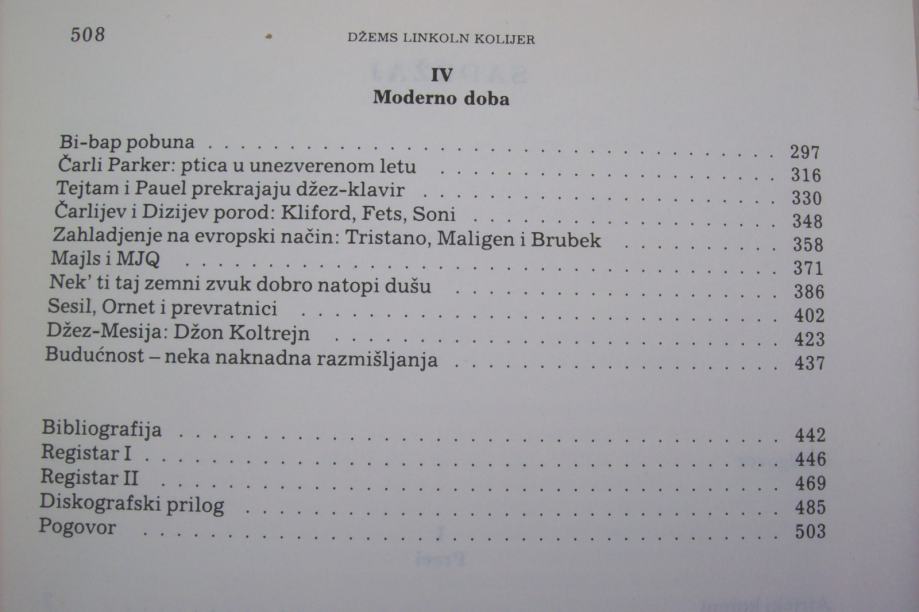 508 DŽEMS LINKOLN KOLIJER
IV
Moderno doba
Bi-bap pobuna . . . . . . . . . . . . . . . . . . . . . . . . . . . 297
Čarli Parker: ptica u unezverenom letu . . . . . . . . . . . . . . . . 316
Tejtam i Pauel prekrajaju džez-klavir . . . . . . . . . . . . . . . . . 330
Čarlijev i Dizijev porod: Kliford, Fets, Soni . . . . . . . . . . . . . . 348
Zahladjenje na evropski način: Tristano, Maligen i Brubek . . . . . . . 358
Majls i MJQ . . . . . . . . . . . . . . . . . . . . . . . . . . . . 371
Nek' ti taj zemni zvuk dobro natopi dušu . . . . . . . . . . . . . . . 386
Sesil, Ornet i prevratnici . . . . . . . . . . . . . . . . . . . . . . 402
Džez-Mesija: Džon Koltrejn . . . . . . . . . . . . . . . . . . . . . 423
Budućnost – neka naknadna razmišljanja . . . . . . . . . . . . . . . 437
Bibliografija . . . . . . . . . . . . . . . . . . . . . . . . . . . . 442
Registar I . . . . . . . . . . . . . . . . . . . . . . . . . . . . . 446
Registar II . . . . . . . . . . . . . . . . . . . . . . . . . . . . 469
Diskografski prilog . . . . . . . . . . . . . . . . . . . . . . . . . 485
Pogovor . . . . . . . . . . . . . . . . . . . . . . . . . . . . . 503